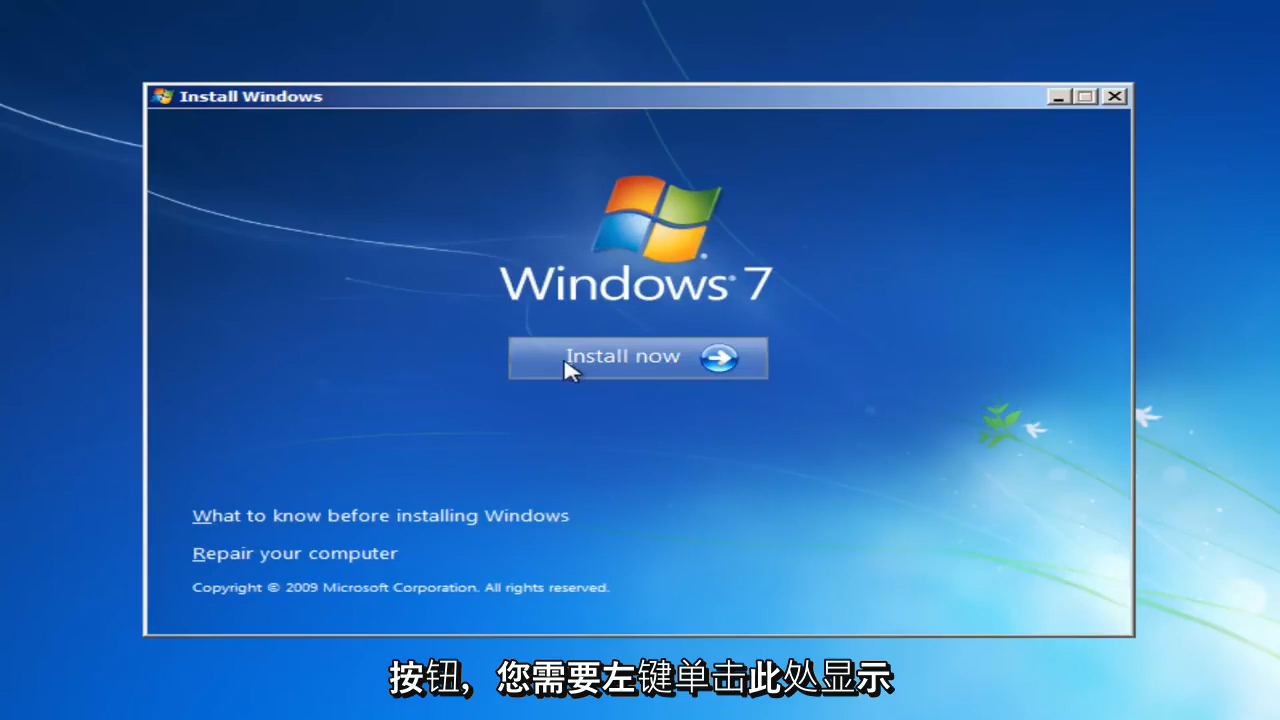 Install Windows
Windows® 7
Install now
What to know before installing Windows
Repair your computer
Copyright © 2009 Microsoft Corporation. All rights reserved.
按钮，您需要左键单击此处显示